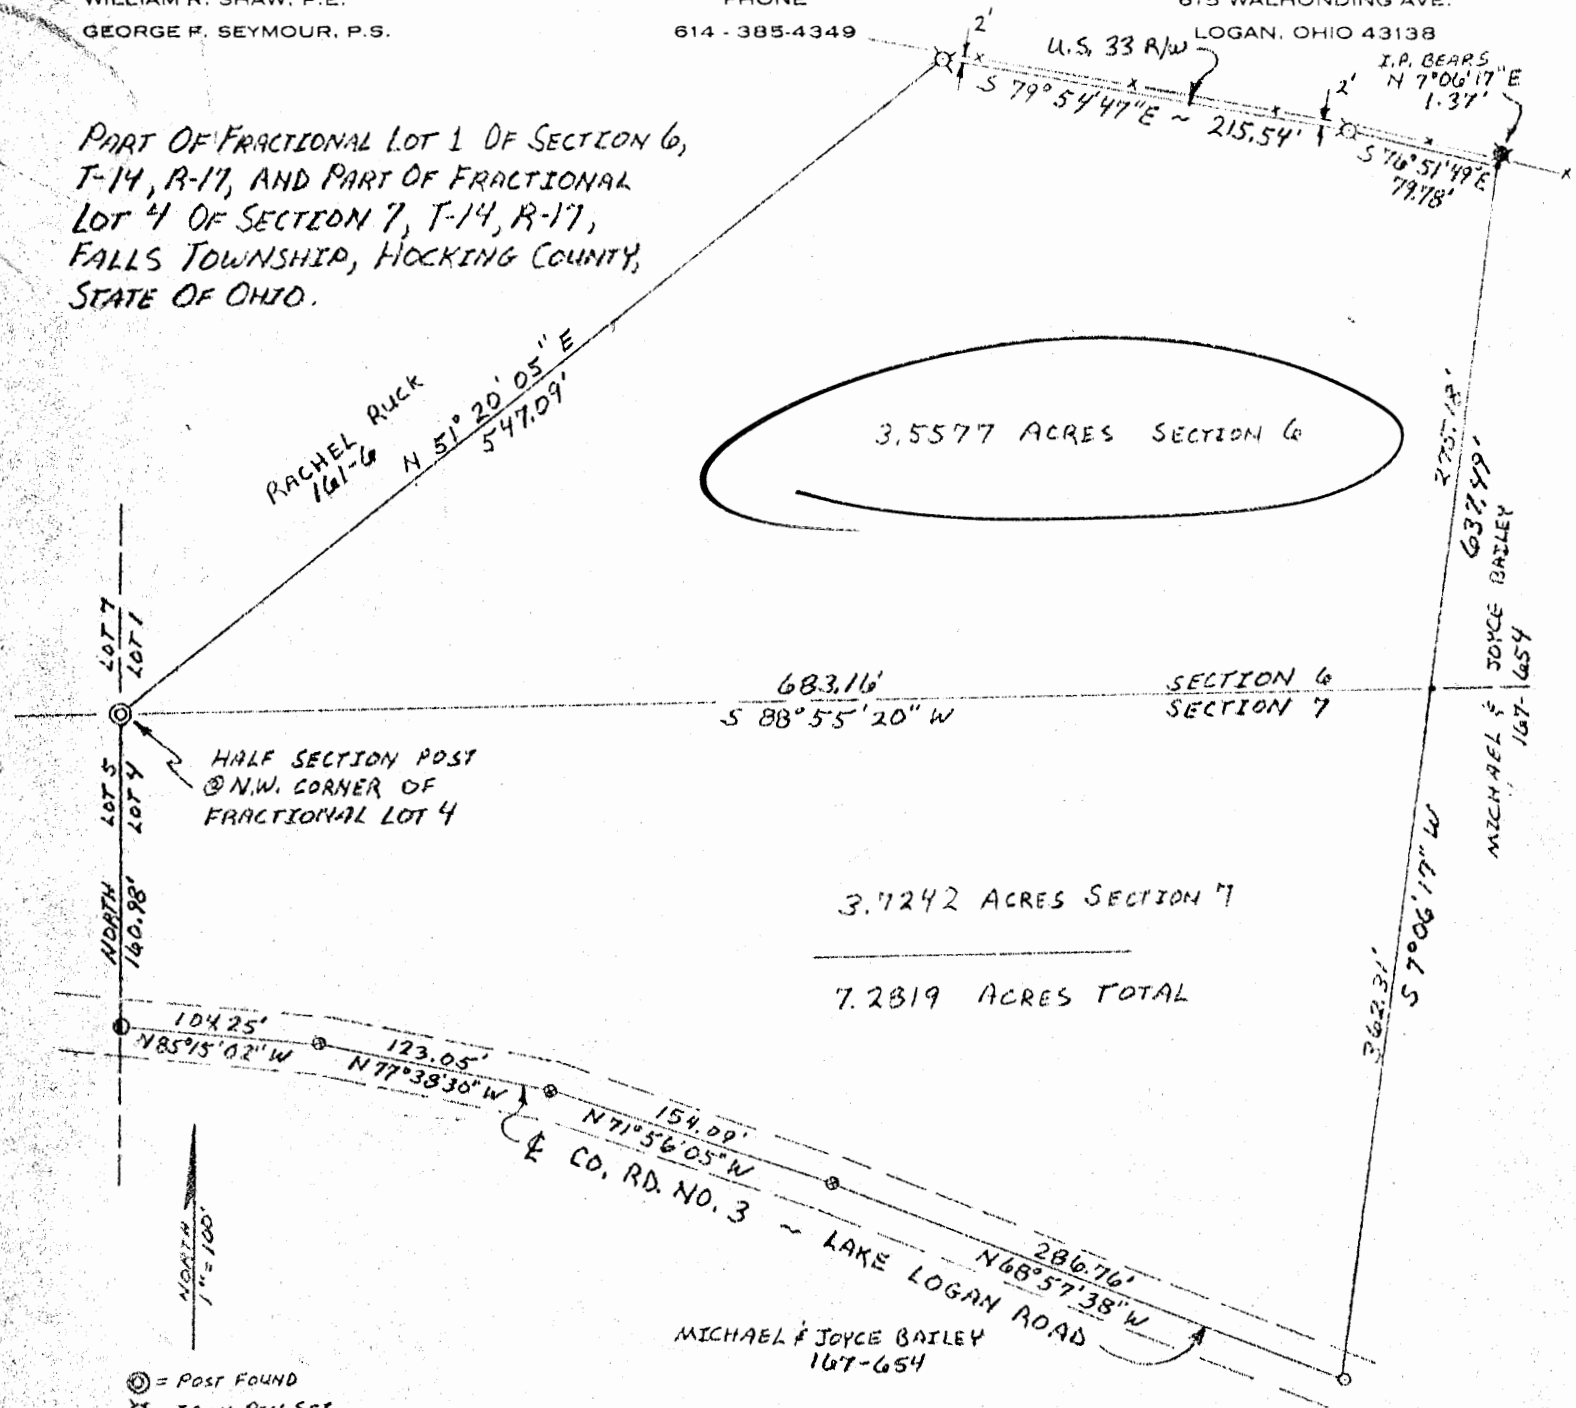 WILLIAM R. SHAW, P.E.
GEORGE F. SEYMOUR, P.S.
PHONE
614 - 385-4349
LOGAN, OHIO 43138
PART OF FRACTIONAL LOT 1 OF SECTION 6,
T-14, R-17, AND PART OF FRACTIONAL
LOT 4 OF SECTION 7, T-14, R-17,
FALLS TOWNSHIP, HOCKING COUNTY,
STATE OF OHIO.
2'
U.S. 33 R/W
2'
I.P. BEARS
N 7°06'17"E
1.37'
S 79°54'47"E ~ 215.54'
S 76°51'49"E
79.78'
RACHEL RUCK
161-6
N 51° 20' 05" E
547.09'
3.5577 ACRES SECTION 6
275.18'
637.49'
MICHAEL & JOYCE BAILEY
167-654
LOT 7
LOT 1
683.16'
S 88°55'20" W
SECTION 6
SECTION 7
HALF SECTION POST
@ N.W. CORNER OF
FRACTIONAL LOT 4
LOT 5
LOT 4
NORTH
160.98'
3.7242 ACRES SECTION 7
7.2819 ACRES TOTAL
S 7°06'17" W
362.31'
104.25'
N85°15'02"W
123.05'
N77°38'30"W
154.09'
N71°56'05"W
286.76'
N68°57'38"W
℄ CO. RD. NO. 3 ~ LAKE LOGAN ROAD
NORTH
1"=100'
MICHAEL & JOYCE BAILEY
167-654
= POST FOUND